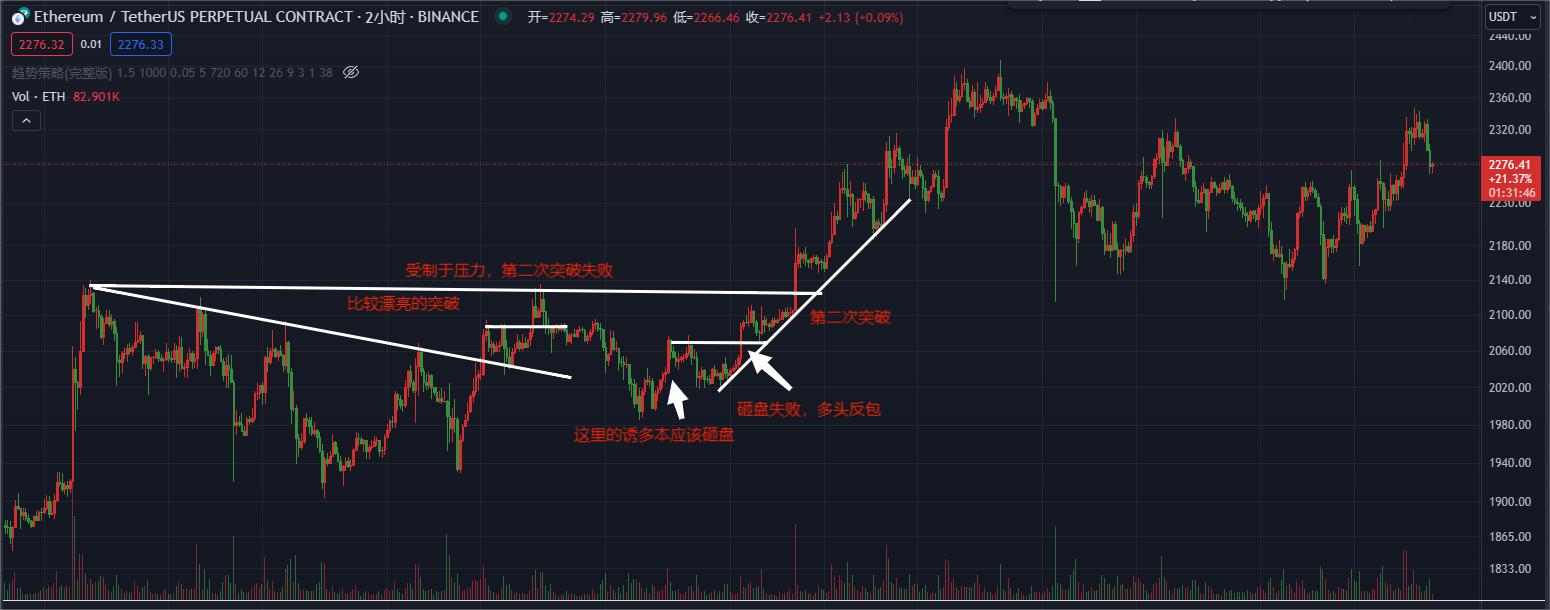 Ethereum / TetherUS PERPETUAL CONTRACT · 2小时 · BINANCE 开=2274.29 高=2279.96 低=2266.46 收=2276.41 +2.13 (+0.09%)
USDT
2276.32 0.01 2276.33
2440.00
趋势策略(完整版) 1.5 1000 0.05 5 720 60 12 26 9 3 1 38
2400.00
Vol · ETH 82.901K
2360.00
2320.00
2276.41
+21.37%
01:31:46
2230.00
2180.00
受制于压力，第二次突破失败
2140.00
比较漂亮的突破
第二次突破
2100.00
2060.00
2020.00
砸盘失败，多头反包
这里的诱多本应该砸盘
1980.00
1940.00
1900.00
1865.00
1833.00